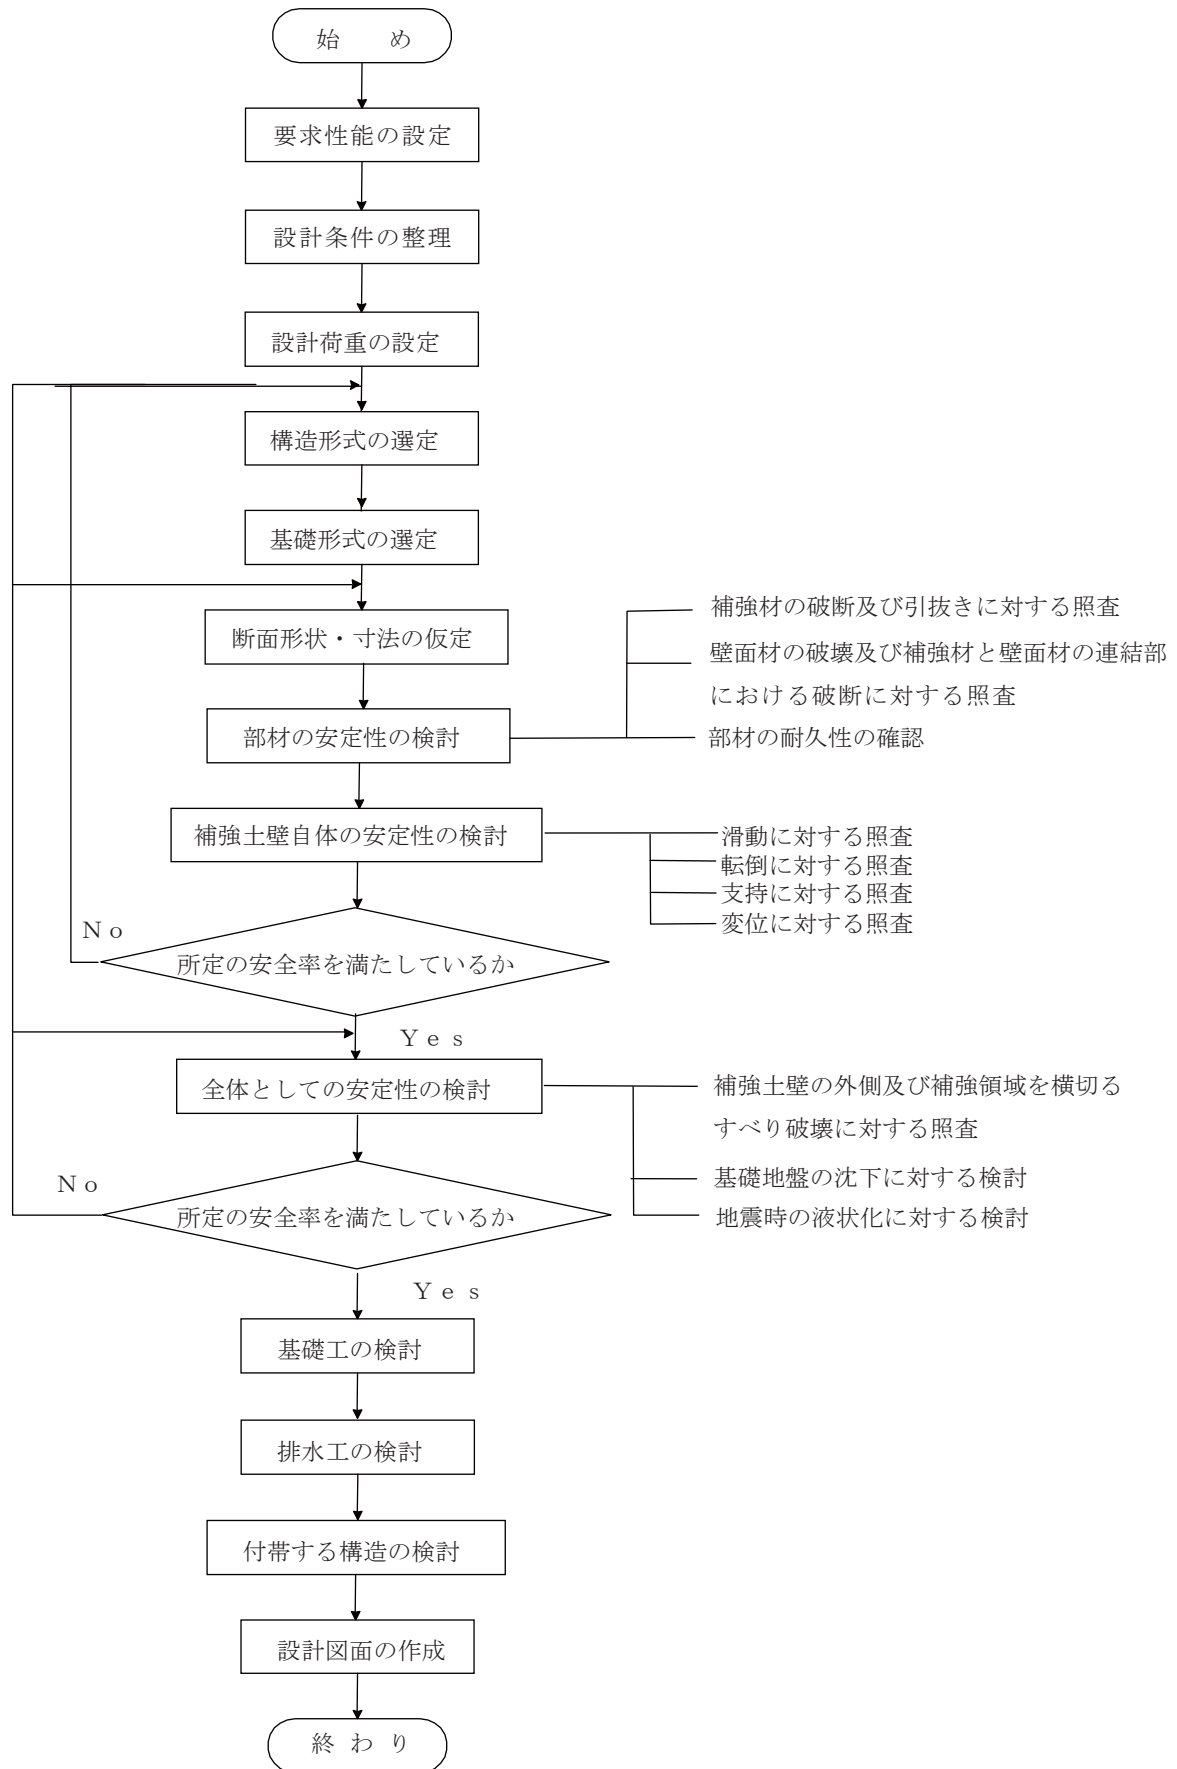 始　め
要求性能の設定
設計条件の整理
設計荷重の設定
構造形式の選定
基礎形式の選定
断面形状・寸法の仮定
部材の安定性の検討
補強材の破断及び引抜きに対する照査
壁面材の破壊及び補強材と壁面材の連結部
における破断に対する照査
部材の耐久性の確認
補強土壁自体の安定性の検討
滑動に対する照査
転倒に対する照査
支持に対する照査
変位に対する照査
No
所定の安全率を満たしているか
Yes
全体としての安定性の検討
補強土壁の外側及び補強領域を横切る
すべり破壊に対する照査
基礎地盤の沈下に対する検討
地震時の液状化に対する検討
No
所定の安全率を満たしているか
Yes
基礎工の検討
排水工の検討
付帯する構造の検討
設計図面の作成
終わり